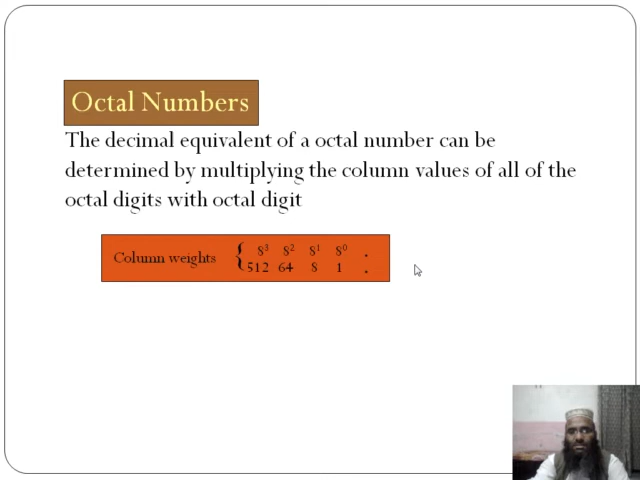 Octal Numbers
The decimal equivalent of a octal number can be
determined by multiplying the column values of all of the
octal digits with octal digit
Column weights { 8³ 8² 8¹ 8⁰ .
512 64 8 1 .